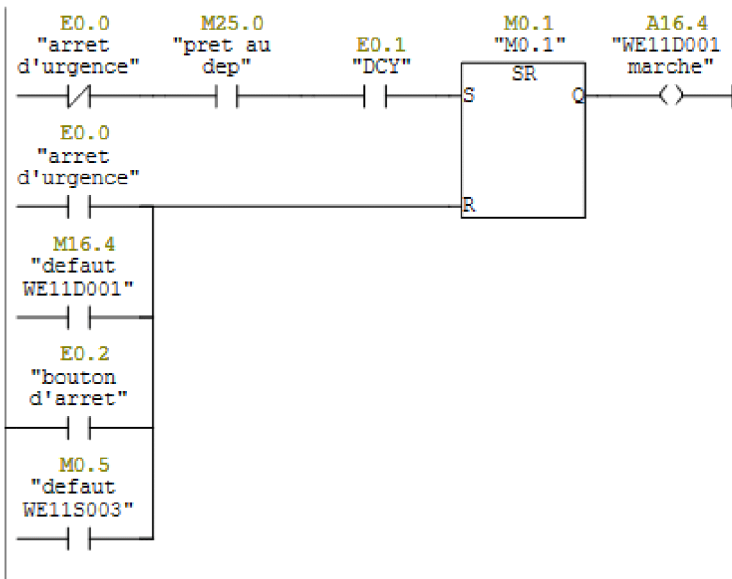 E0.0 M25.0 M0.1 A16.4
"arret "pret au E0.1 "M0.1" "WE11D001
d'urgence" dep" "DCY" SR marche"
S Q
E0.0
"arret
d'urgence"
R
M16.4
"defaut
WE11D001"
E0.2
"bouton
d'arret"
M0.5
"defaut
WE11S003"